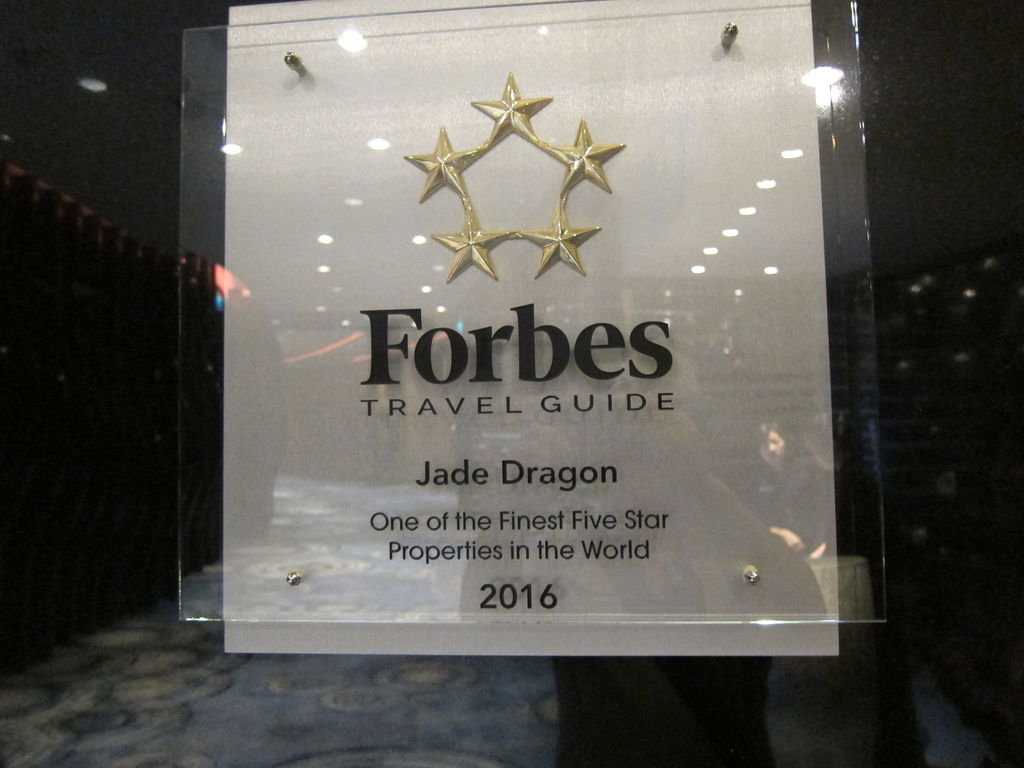 Forbes
TRAVEL GUIDE
Jade Dragon
One of the Finest Five Star
Properties in the World
2016